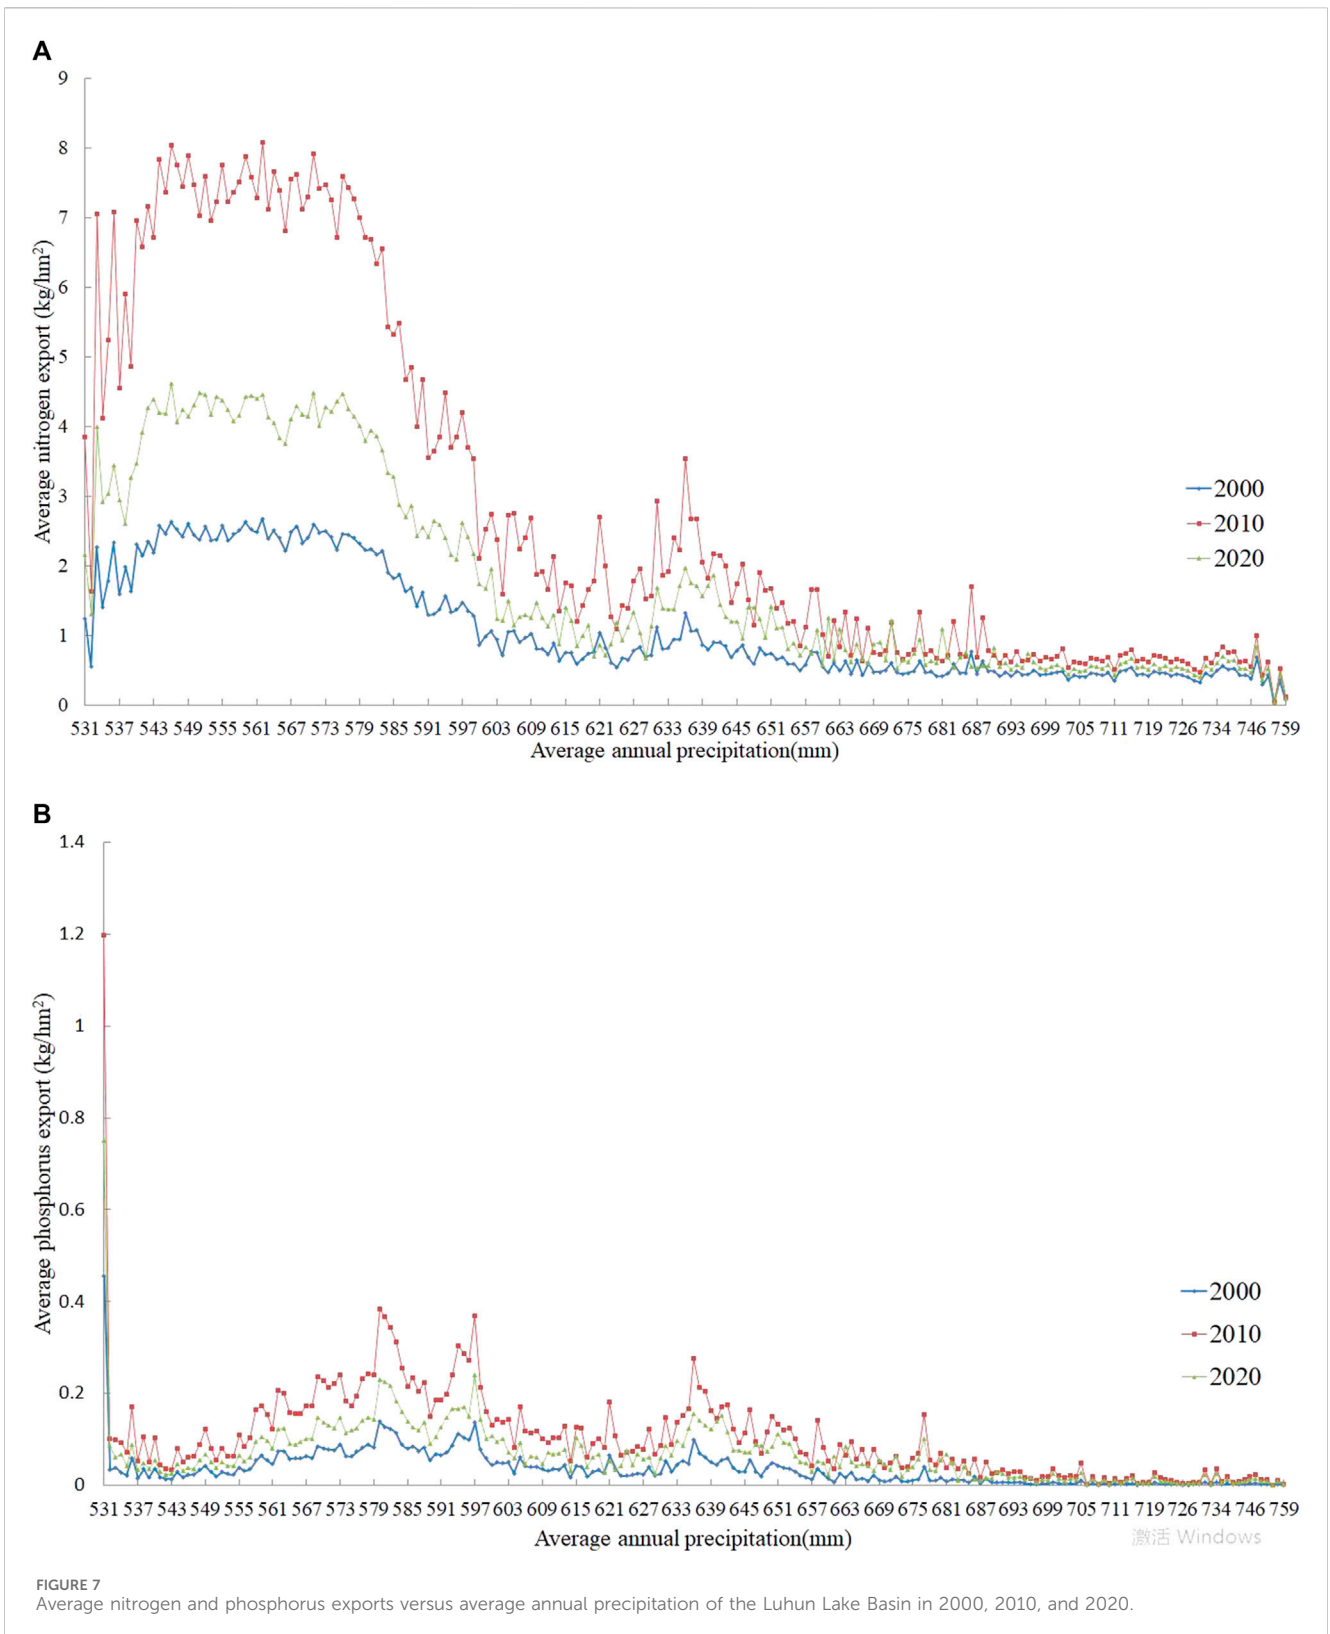 A
9
8
7
6
5
4
3
2
1
0
Average nitrogen export (kg/hm²)
2000
2010
2020
531 537 543 549 555 561 567 573 579 585 591 597 603 609 615 621 627 633 639 645 651 657 663 669 675 681 687 693 699 705 711 719 726 734 746 759
Average annual precipitation(mm)
B
1.4
1.2
1
0.8
0.6
0.4
0.2
0
Average phosphorus export (kg/hm²)
2000
2010
2020
531 537 543 549 555 561 567 573 579 585 591 597 603 609 615 621 627 633 639 645 651 657 663 669 675 681 687 693 699 705 711 719 726 734 746 759
Average annual precipitation(mm)
激活 Windows
FIGURE 7
Average nitrogen and phosphorus exports versus average annual precipitation of the Luhun Lake Basin in 2000, 2010, and 2020.